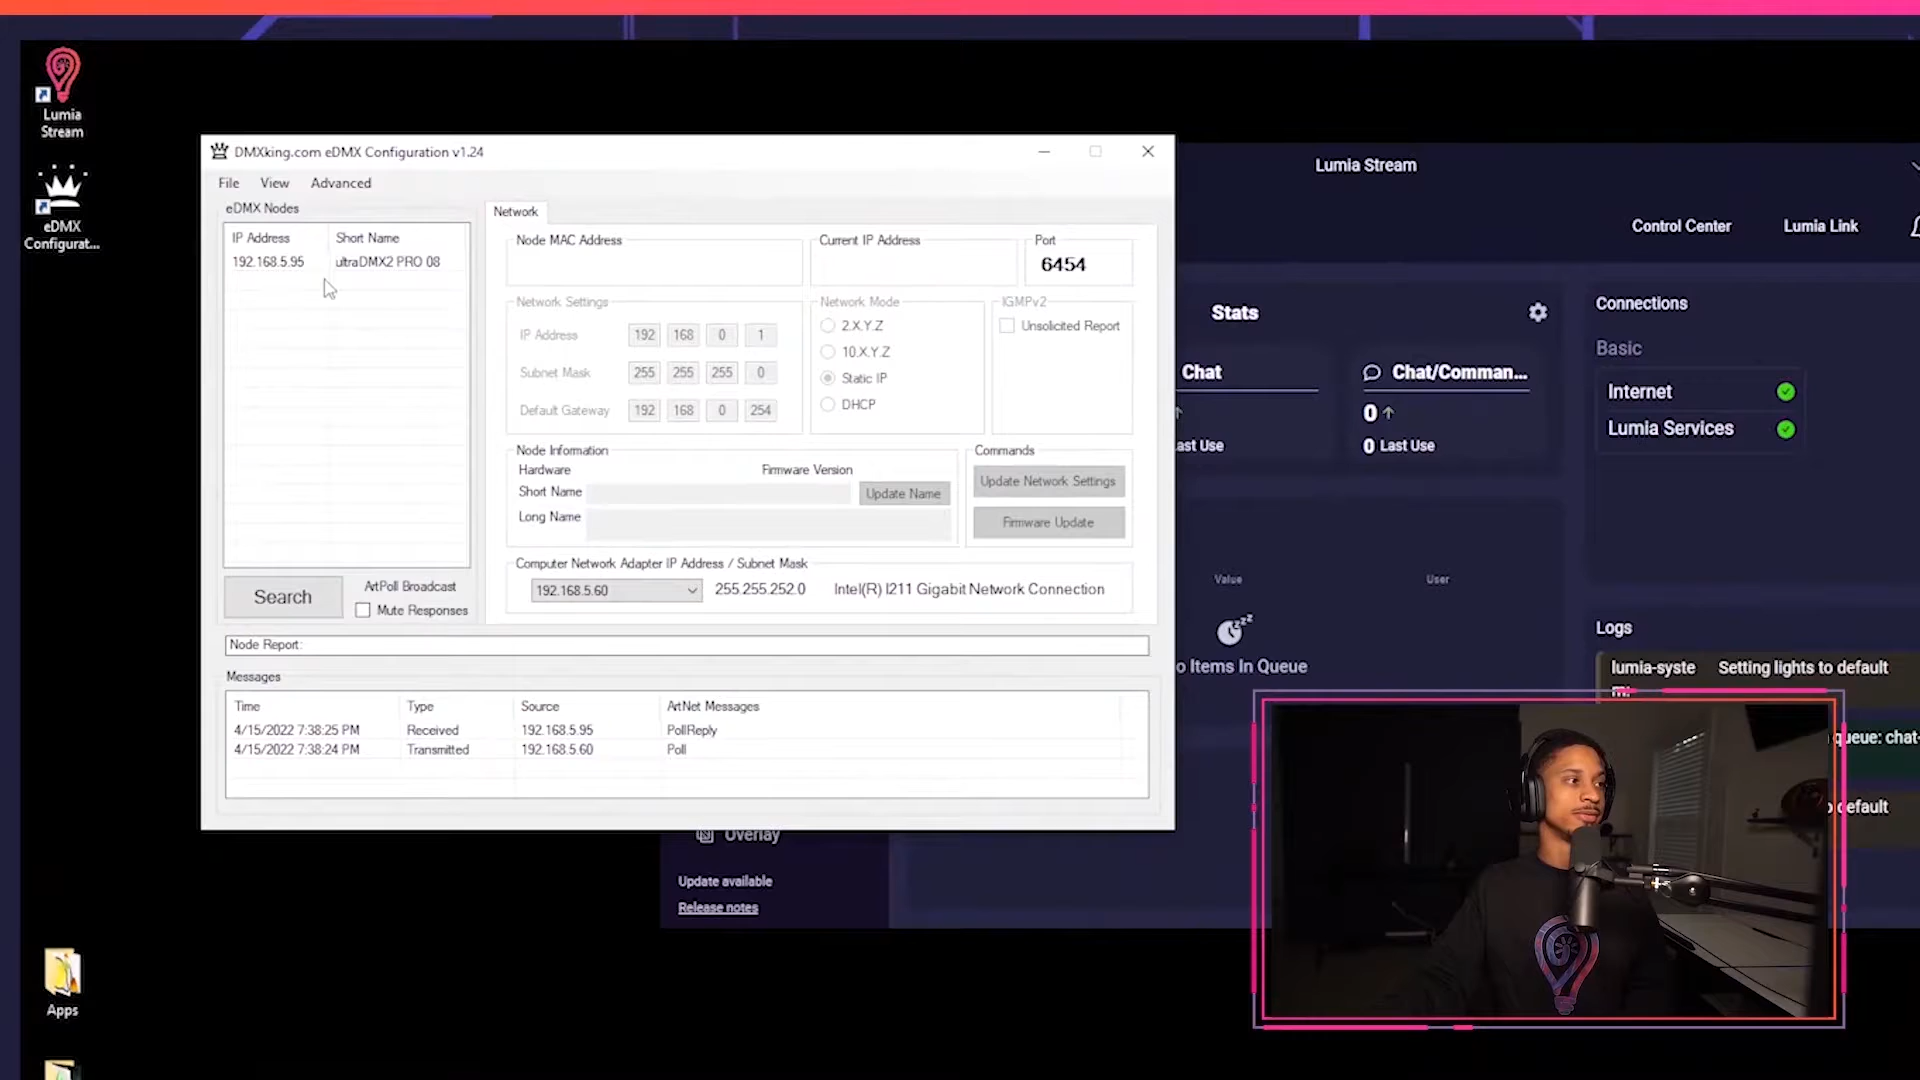 Lumia
Stream
eDMX
Configurat...
Apps
DMXking.com eDMX Configuration v1.24
File View Advanced
eDMX Nodes
IP Address Short Name
192.168.5.95 ultraDMX2 PRO 08
Search
ArtPoll Broadcast
Mute Responses
Network
Node MAC Address
Current IP Address
Port
6454
Network Settings
IP Address 192 168 0 1
Subnet Mask 255 255 255 0
Default Gateway 192 168 0 254
Network Mode
2.X.Y.Z
10.X.Y.Z
Static IP
DHCP
IGMPv2
Unsolicited Report
Node Information
Hardware Firmware Version
Short Name Update Name
Long Name
Commands
Update Network Settings
Firmware Update
Computer Network Adapter IP Address / Subnet Mask
192.168.5.60 255.255.252.0 Intel(R) I211 Gigabit Network Connection
Node Report:
Messages
Time Type Source ArtNet Messages
4/15/2022 7:38:25 PM Received 192.168.5.95 PollReply
4/15/2022 7:38:24 PM Transmitted 192.168.5.60 Poll
Overlay
Update available
Release notes
Lumia Stream
Control Center Lumia Link
Stats
Chat
Chat/Comman...
0
ast Use
0 Last Use
Value User
o Items In Queue
Connections
Basic
Internet
Lumia Services
Logs
lumia-syste Setting lights to default
queue: chat-
o default